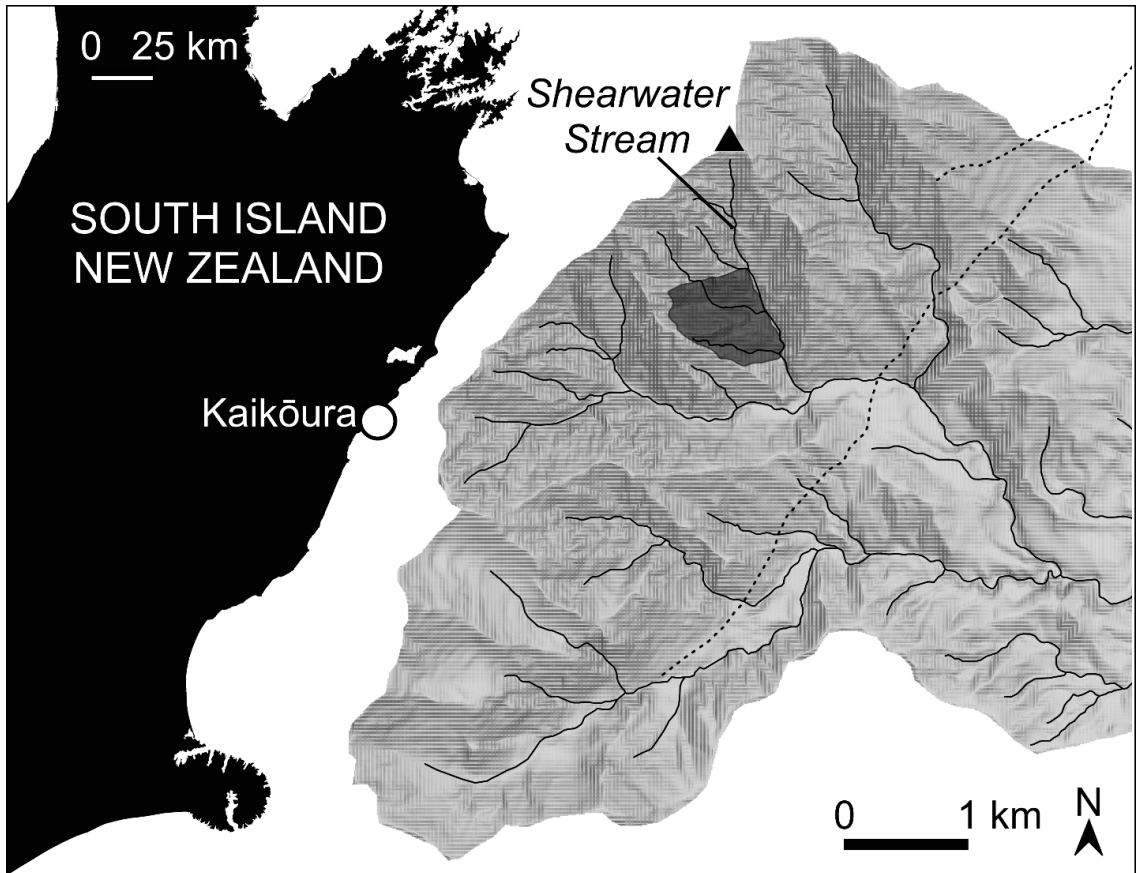 0 25 km
Shearwater
Stream
SOUTH ISLAND
NEW ZEALAND
Kaikōura
0 1 km
N